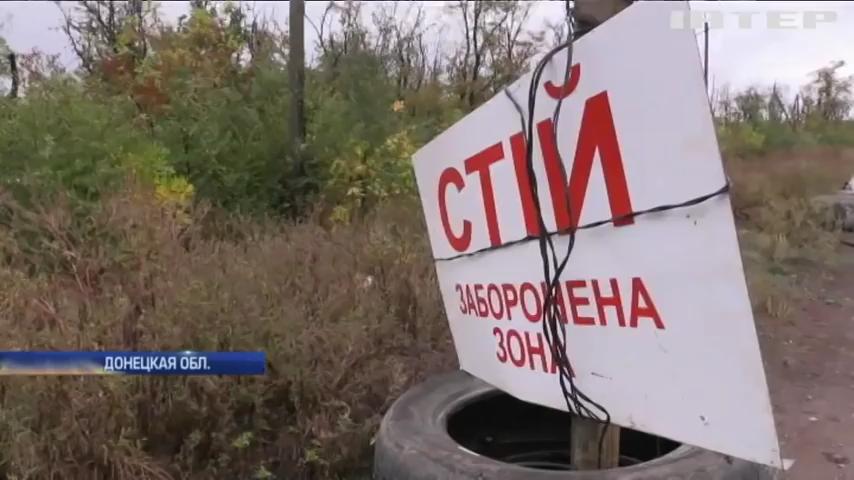 ІНТЕР
СТІЙ
ЗАБОРОНЕНА
ЗОНА
ДОНЕЦКАЯ ОБЛ.